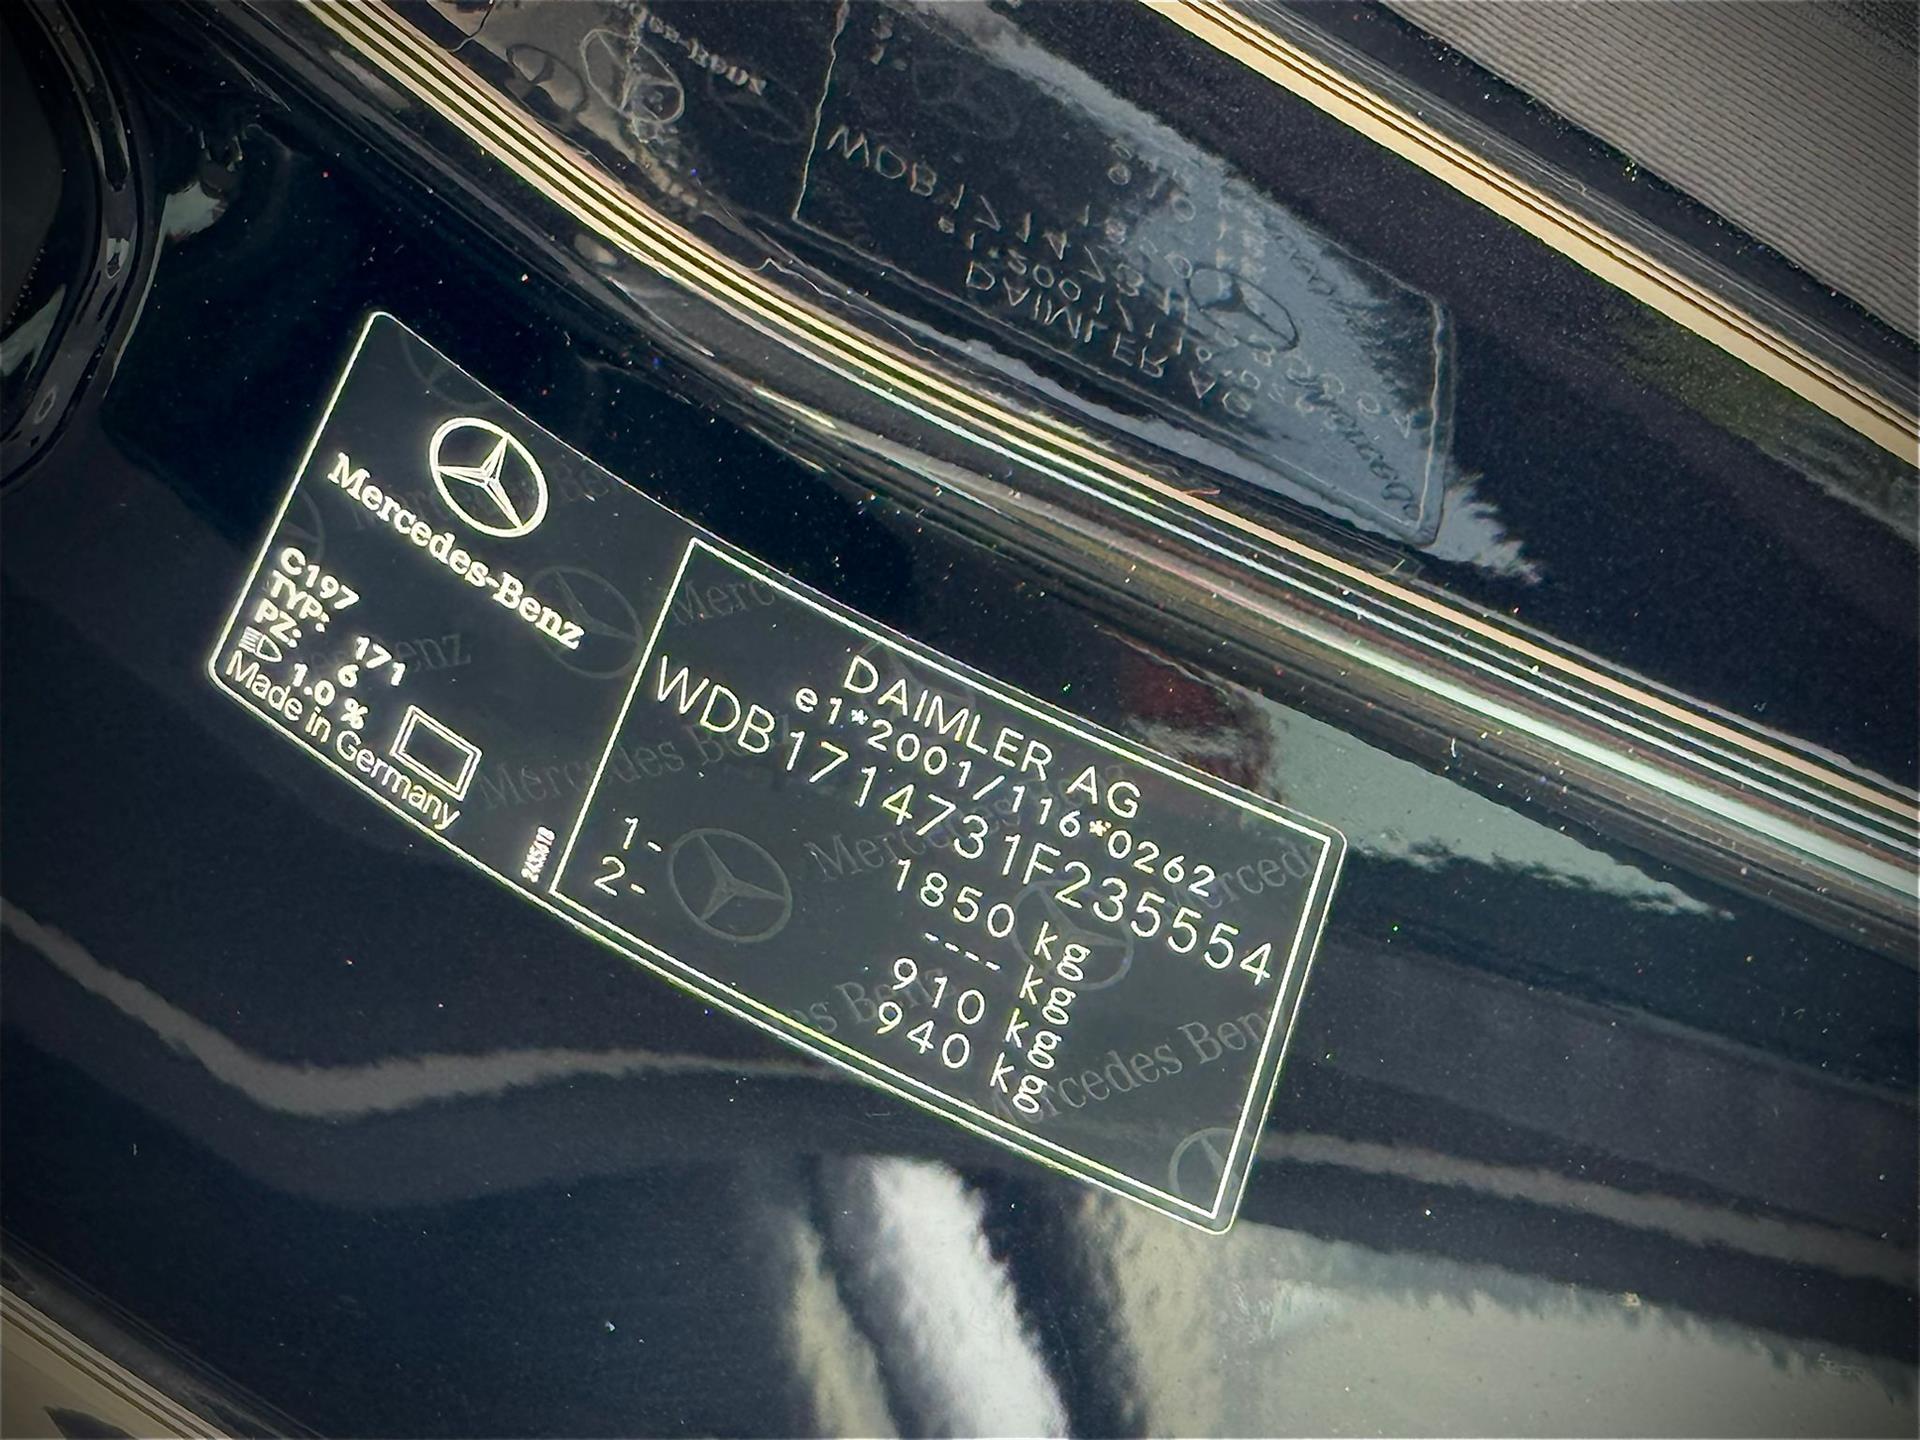 Mercedes-Benz
C197
TYP: 171
PZ: 6
1.0 %
Made in Germany
DAIMLER AG
e1*2001/116*0262
WDB1714731F235554
1850 kg
---- kg
1- 910 kg
2- 940 kg